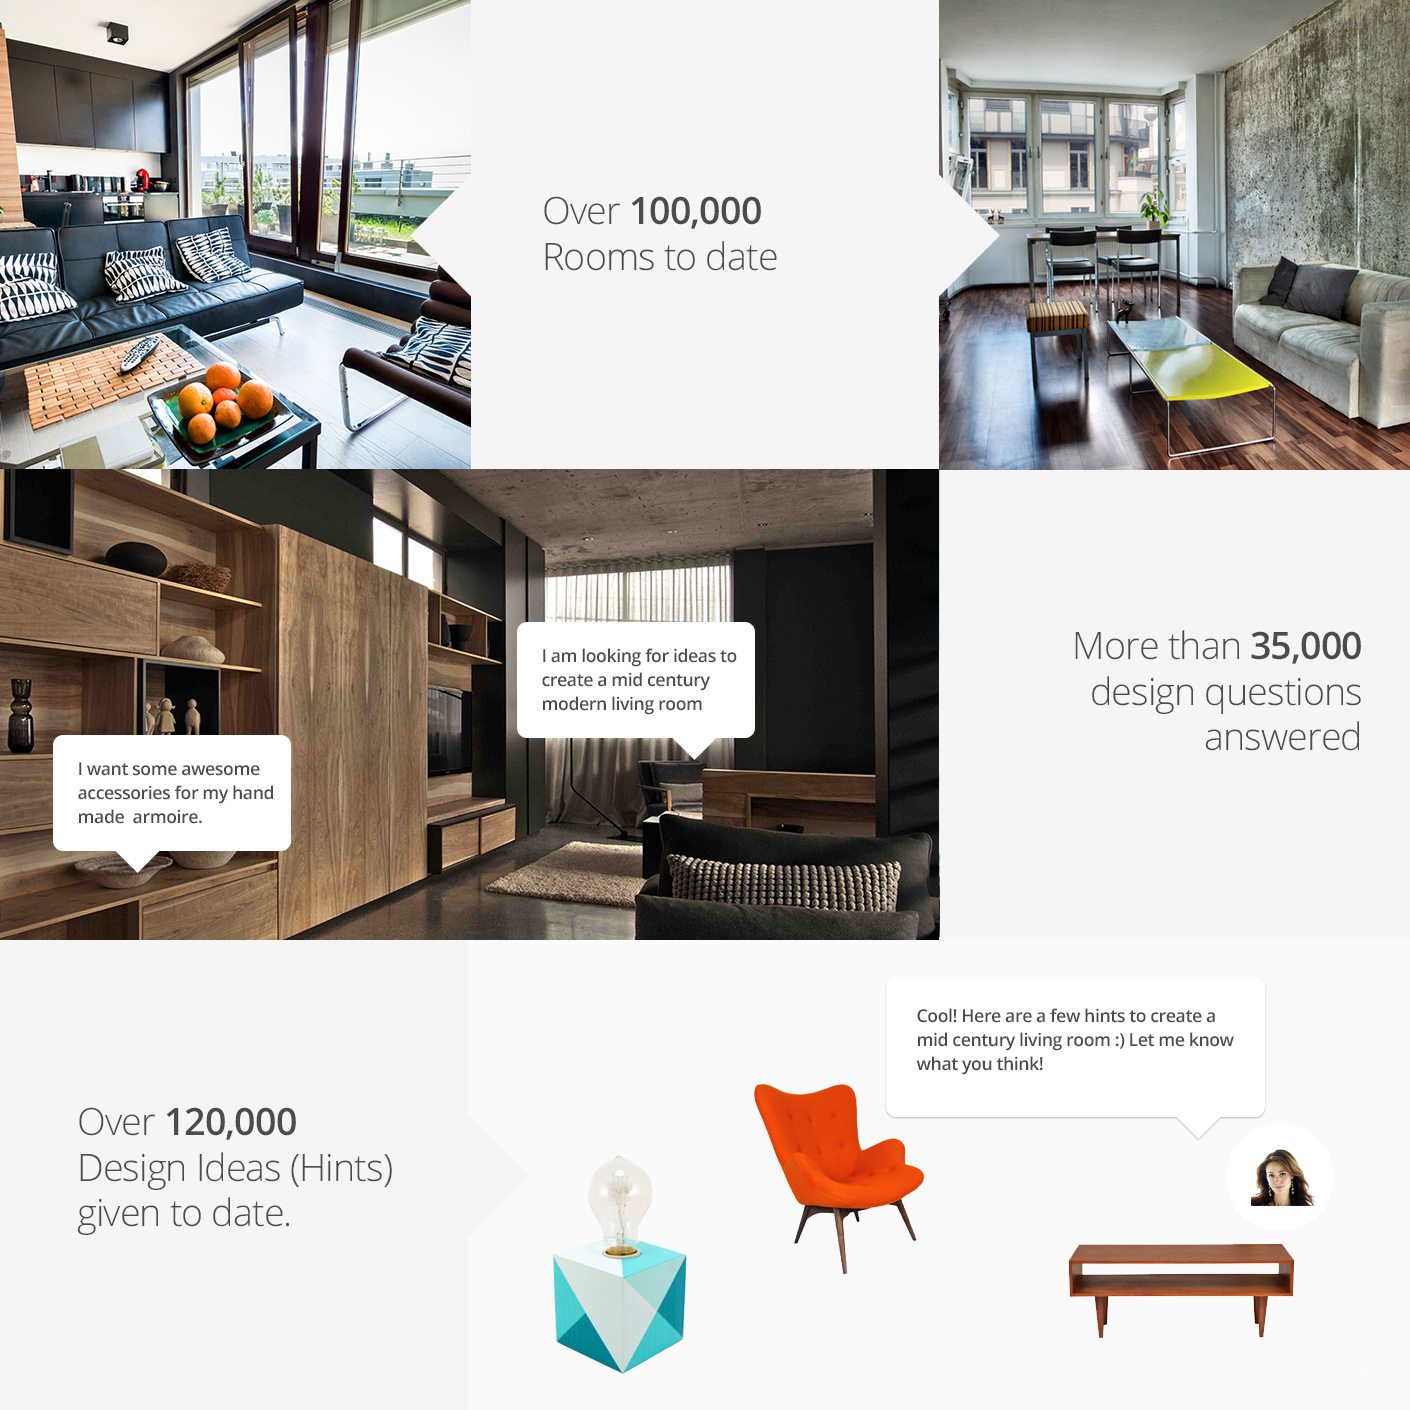 Over 100,000
Rooms to date
I am looking for ideas to
create a mid century
modern living room
I want some awesome
accessories for my hand
made  armoire.
More than 35,000
design questions
answered
Over 120,000
Design Ideas (Hints)
given to date.
Cool! Here are a few hints to create a
mid century living room :) Let me know
what you think!